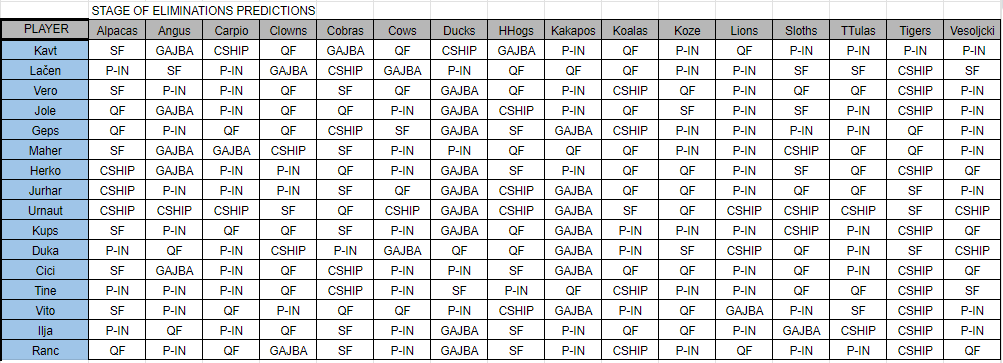 STAGE OF ELIMINATIONS PREDICTIONS
PLAYER Alpacas Angus Carpio Clowns Cobras Cows Ducks HHogs Kakapos Koalas Koze Lions Sloths TTulas Tigers Vesoljcki
Kavt SF GAJBA CSHIP QF GAJBA QF CSHIP GAJBA P-IN QF P-IN QF P-IN P-IN P-IN P-IN
Lačen P-IN SF P-IN GAJBA CSHIP GAJBA P-IN QF QF QF P-IN P-IN SF SF CSHIP SF
Vero SF P-IN P-IN QF SF QF GAJBA QF P-IN CSHIP QF P-IN QF QF CSHIP P-IN
Jole QF GAJBA P-IN QF QF P-IN GAJBA CSHIP P-IN QF SF P-IN SF P-IN CSHIP P-IN
Geps QF P-IN QF QF CSHIP SF GAJBA SF GAJBA CSHIP P-IN P-IN P-IN P-IN QF P-IN
Maher SF GAJBA GAJBA CSHIP SF P-IN P-IN QF QF QF P-IN P-IN CSHIP QF QF P-IN
Herko CSHIP GAJBA P-IN P-IN QF P-IN GAJBA SF P-IN QF QF P-IN SF QF CSHIP QF
Jurhar CSHIP P-IN P-IN P-IN SF QF GAJBA CSHIP GAJBA QF QF P-IN QF QF SF P-IN
Urnaut CSHIP CSHIP CSHIP SF QF CSHIP GAJBA CSHIP GAJBA SF QF CSHIP CSHIP CSHIP SF CSHIP
Kups SF P-IN QF QF SF P-IN GAJBA QF GAJBA P-IN P-IN P-IN CSHIP P-IN CSHIP QF
Duka P-IN QF P-IN CSHIP P-IN GAJBA QF QF GAJBA P-IN SF CSHIP QF P-IN SF CSHIP
Cici SF GAJBA P-IN QF CSHIP P-IN P-IN SF GAJBA QF QF P-IN QF P-IN CSHIP QF
Tine P-IN P-IN P-IN QF CSHIP P-IN SF P-IN QF CSHIP P-IN P-IN QF QF CSHIP SF
Vito SF P-IN QF P-IN QF QF P-IN CSHIP GAJBA P-IN QF GAJBA P-IN SF CSHIP P-IN
Ilja P-IN QF P-IN QF SF P-IN GAJBA SF P-IN QF QF P-IN GAJBA CSHIP CSHIP P-IN
Ranc QF P-IN QF GAJBA SF P-IN GAJBA SF P-IN CSHIP P-IN QF P-IN P-IN CSHIP QF